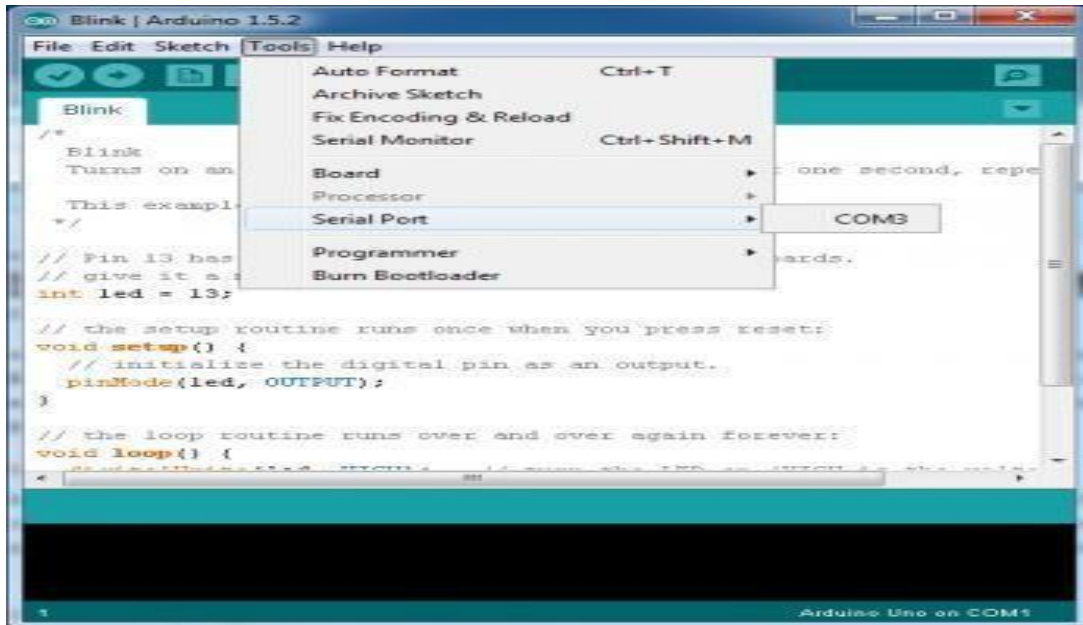 Blink | Arduino 1.5.2
File Edit Sketch Tools Help
Auto Format Ctrl+T
Archive Sketch
Fix Encoding & Reload
Serial Monitor Ctrl+Shift+M
Board
Processor
Serial Port
COM3
Programmer
Burn Bootloader
Blink
/*
Blink
Turns on an one second, repe
This exampl
*/
// Pin 13 has ards.
// give it a
int led = 13;
// the setup routine runs once when you press reset:
void setup() {
// initialize the digital pin as an output.
pinMode(led, OUTPUT);
}
// the loop routine runs over and over again forever:
void loop() {
1
Arduino Uno on COM1